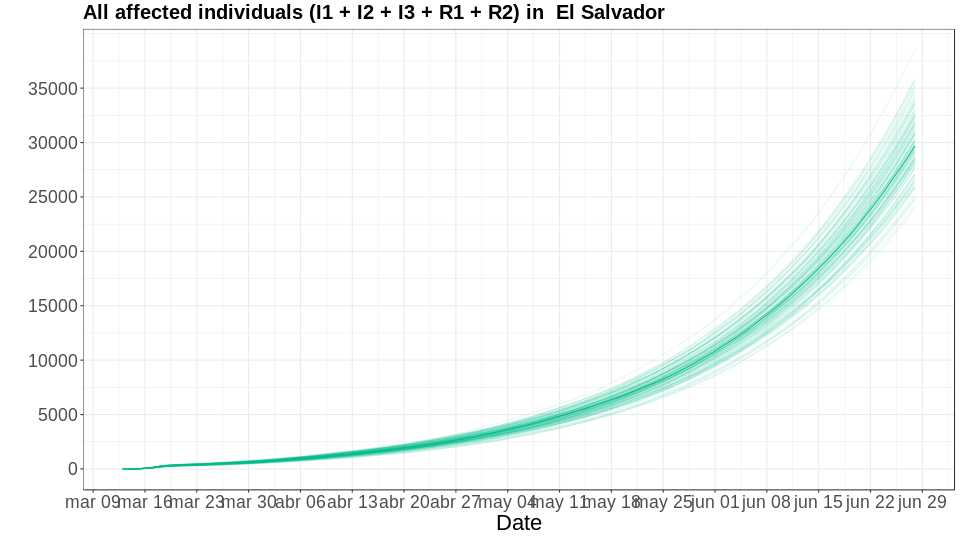 All affected individuals (I1 + I2 + I3 + R1 + R2) in  El Salvador
35000
30000
25000
20000
15000
10000
5000
0
mar 09 mar 16 mar 23 mar 30 abr 06 abr 13 abr 20 abr 27 may 04 may 11 may 18 may 25 jun 01 jun 08 jun 15 jun 22 jun 29
Date